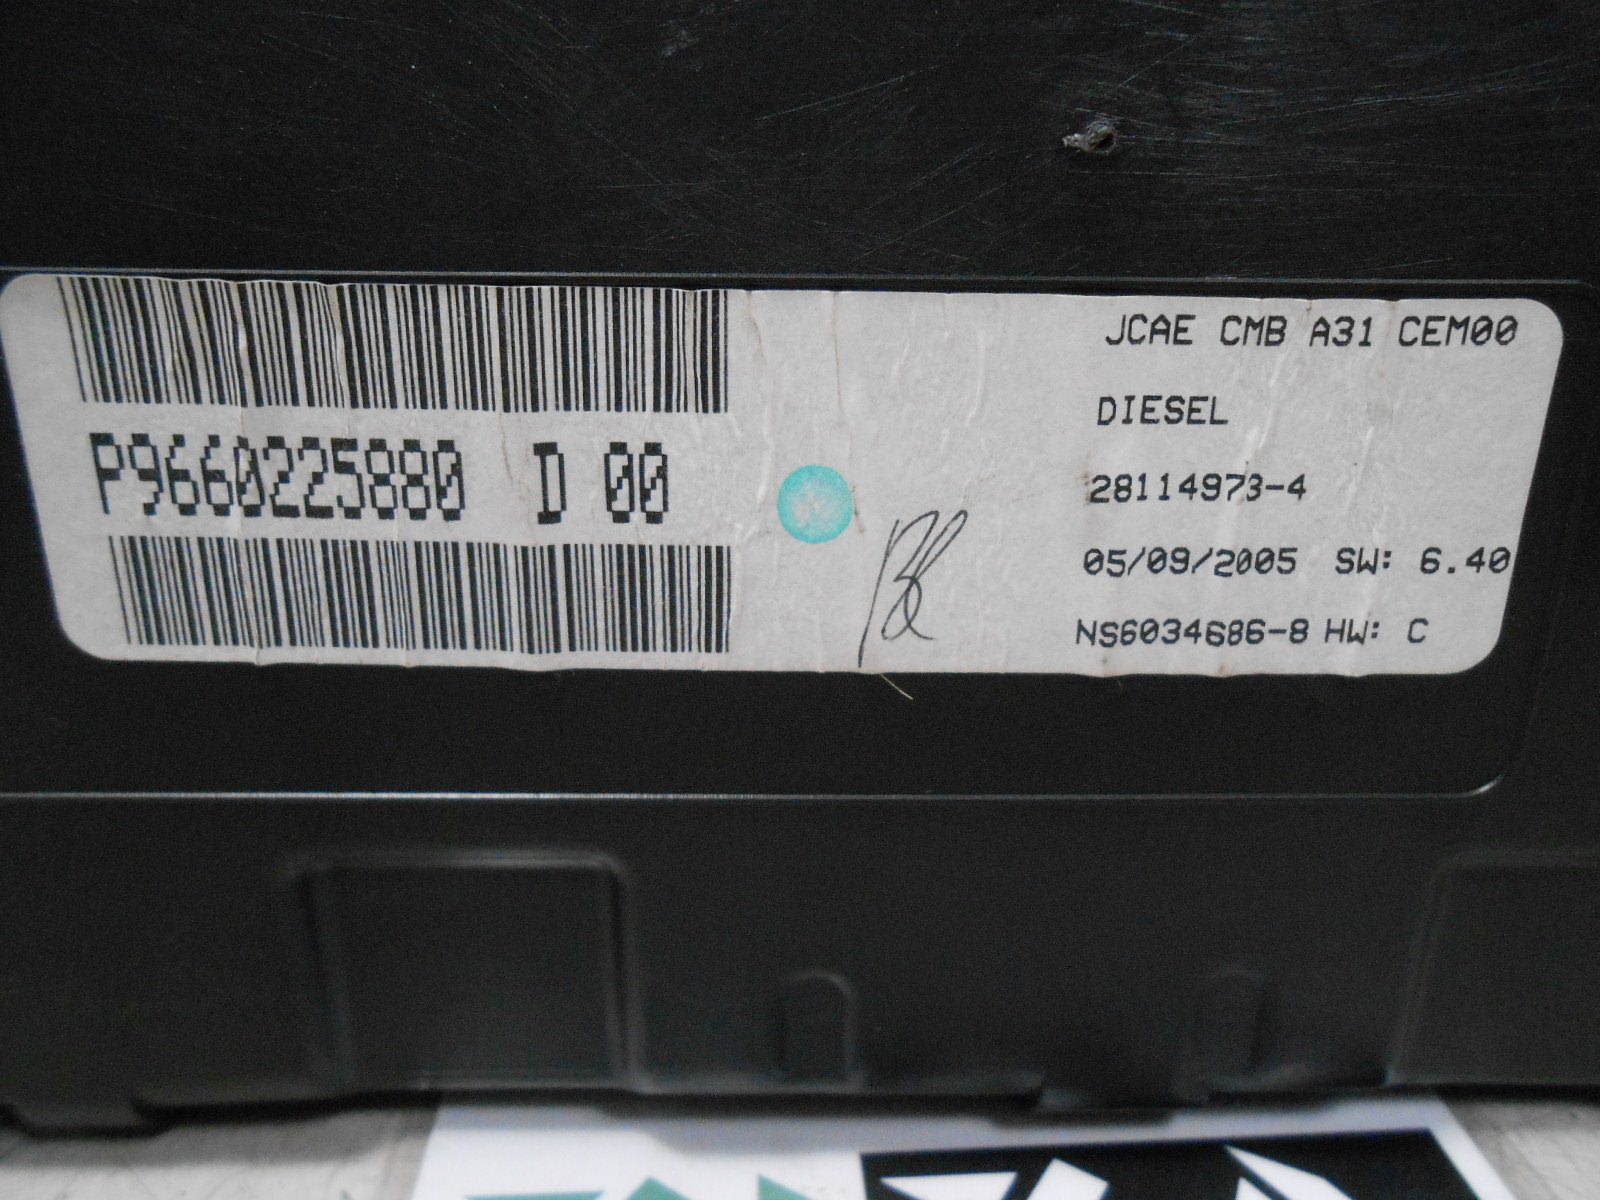 P9660225880 D 00
JCAE CMB A31 CEM00
DIESEL
28114973-4
05/09/2005 SW: 6.40
NS6034686-8 HW: C